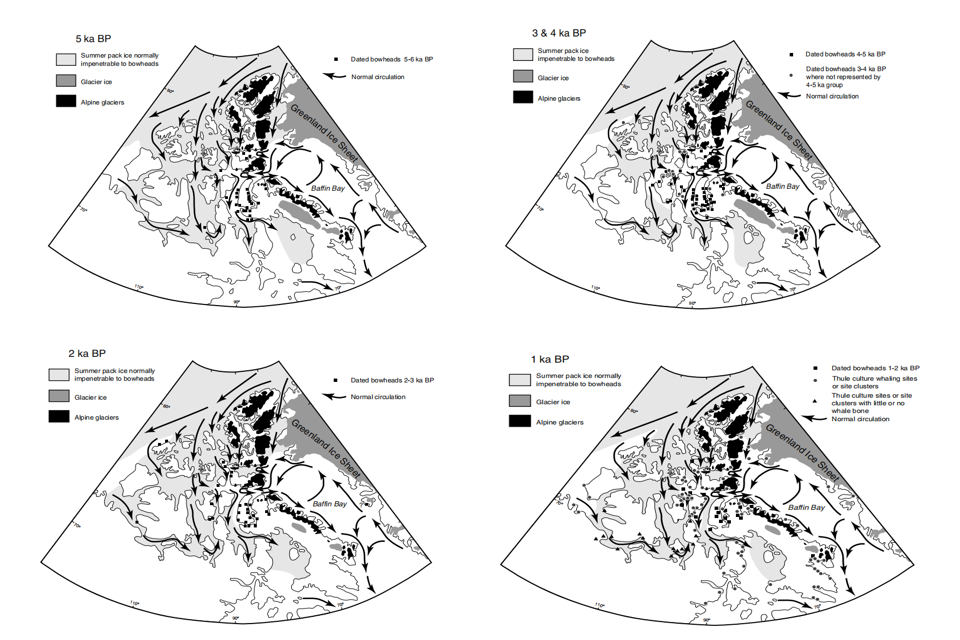 5 ka BP
Summer pack ice normally
impenetrable to bowheads
Glacier ice
Alpine glaciers
Dated bowheads 5-6 ka BP
Normal circulation
80°
Greenland Ice Sheet
Baffin Bay
70°
110°
90°
70°
3 & 4 ka BP
Summer pack ice
impenetrable to bowheads
Glacier ice
Alpine glaciers
Dated bowheads 4-5 ka BP
Dated bowheads 3-4 ka BP
where not represented by
4-5 ka group
Normal circulation
80°
Greenland Ice Sheet
Baffin Bay
70°
110°
90°
70°
2 ka BP
Summer pack ice normally
impenetrable to bowheads
Glacier ice
Alpine glaciers
Dated bowheads 2-3 ka BP
Normal circulation
80°
Greenland Ice Sheet
Baffin Bay
70°
110°
90°
70°
1 ka BP
Summer pack ice normally
impenetrable to bowheads
Glacier ice
Alpine glaciers
Dated bowheads 1-2 ka BP
Thule culture whaling sites
or site clusters
Thule culture sites or site
clusters with little or no
whale bone
Normal circulation
80°
Greenland Ice Sheet
Baffin Bay
70°
110°
90°
70°